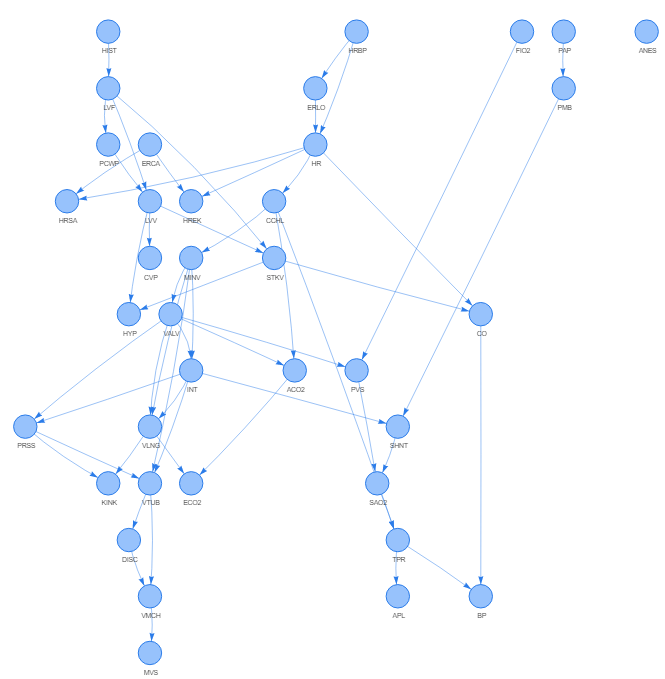 HIST
HRBP
FIO2
PAP
ANES
LVF
ERLO
PMB
PCWP
ERCA
HR
HRSA
LVV
HREK
CCHL
CVP
MINV
STKV
HYP
VALV
CO
INT
ACO2
PVS
PRSS
VLNG
SHNT
KINK
VTUB
ECO2
SAO2
DISC
TPR
VMCH
APL
BP
MVS